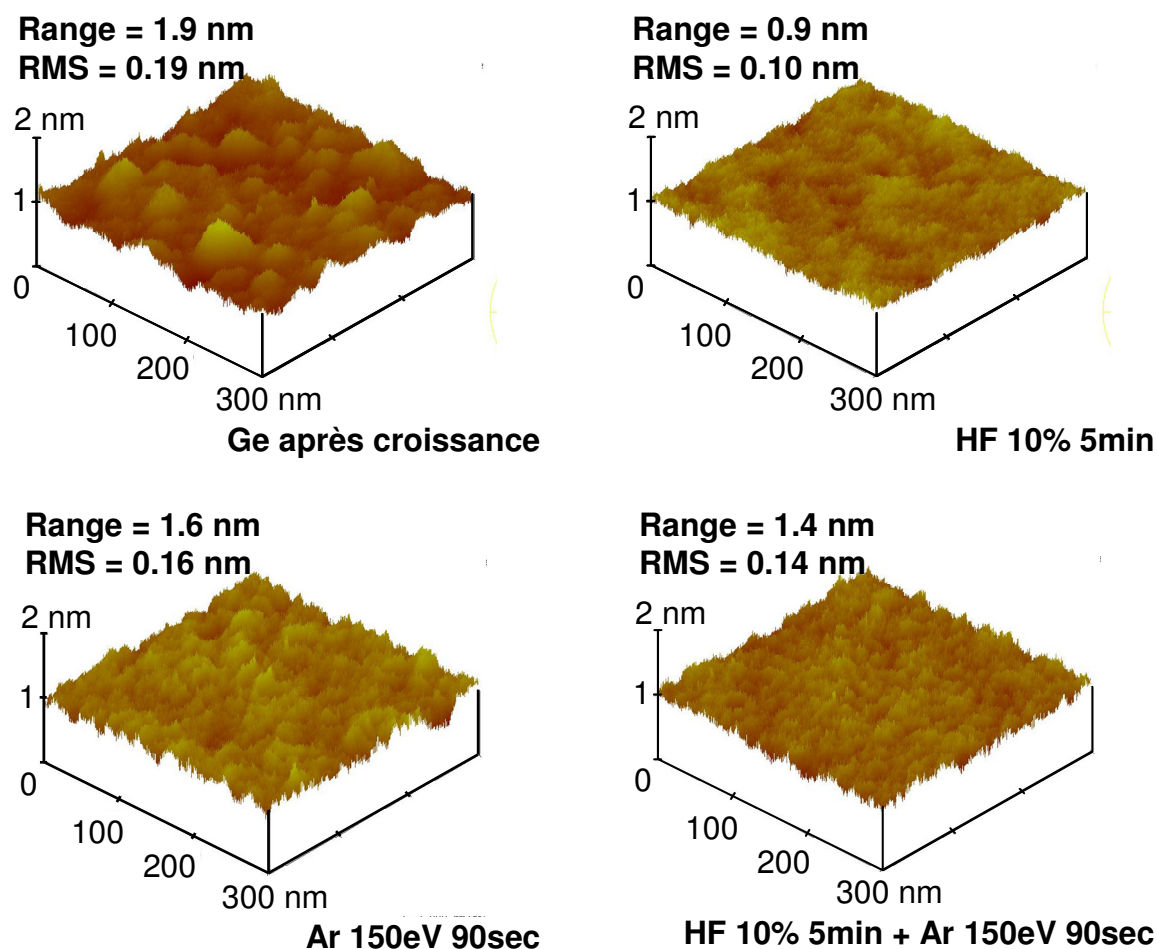 Range = 1.9 nm
RMS = 0.19 nm
2 nm
1
0
100
200
300 nm
Ge après croissance
Range = 0.9 nm
RMS = 0.10 nm
2 nm
1
0
100
200
300 nm
HF 10% 5min
Range = 1.6 nm
RMS = 0.16 nm
2 nm
1
0
100
200
300 nm
Ar 150eV 90sec
Range = 1.4 nm
RMS = 0.14 nm
2 nm
1
0
100
200
300 nm
HF 10% 5min + Ar 150eV 90sec